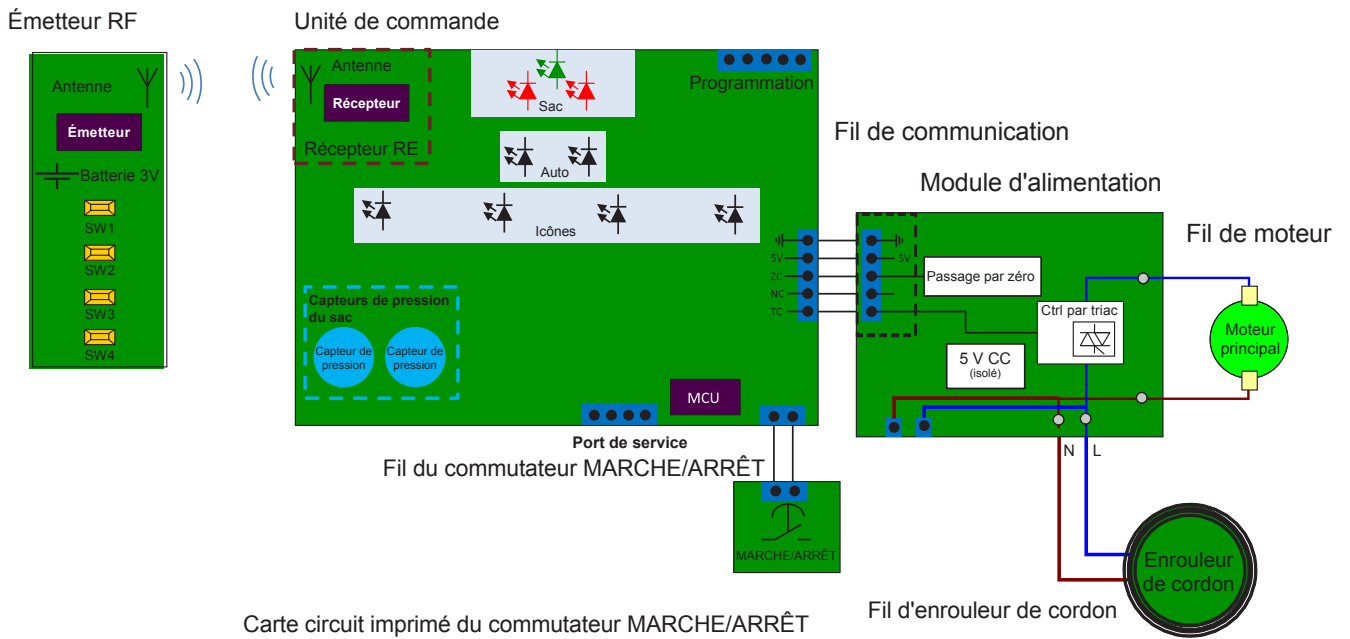 Émetteur RF
Unité de commande
Antenne
Émetteur
Batterie 3V
SW1
SW2
SW3
SW4
Antenne
Récepteur
Récepteur RE
Sac
Auto
Icônes
Programmation
Capteurs de pression
du sac
Capteur de
pression
Capteur de
pression
MCU
Port de service
5V
ZC
NC
TC
Fil de communication
Module d'alimentation
5V
Passage par zéro
Ctrl par triac
5 V CC
(isolé)
N
L
Fil de moteur
Moteur
principal
Fil du commutateur MARCHE/ARRÊT
MARCHE/ARRÊT
Enrouleur
de cordon
Fil d'enrouleur de cordon
Carte circuit imprimé du commutateur MARCHE/ARRÊT